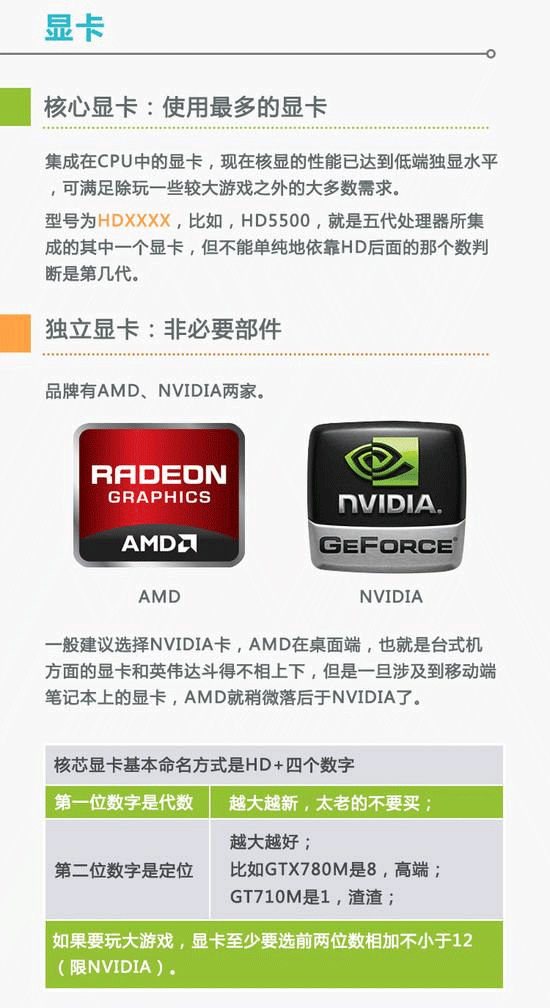 显卡
核心显卡：使用最多的显卡
集成在CPU中的显卡，现在核显的性能已达到低端独显水平
，可满足除玩一些较大游戏之外的大多数需求。
型号为HDXXXX，比如，HD5500，就是五代处理器所集
成的其中一个显卡，但不能单纯地依靠HD后面的那个数判
断是第几代。
独立显卡：非必要部件
品牌有AMD、NVIDIA两家。
RADEON
GRAPHICS
AMD
NVIDIA.
GEFORCE
AMD
NVIDIA
一般建议选择NVIDIA卡，AMD在桌面端，也就是台式机
方面的显卡和英伟达斗得不相上下，但是一旦涉及到移动端
笔记本上的显卡，AMD就稍微落后于NVIDIA了。
核芯显卡基本命名方式是HD+四个数字
第一位数字是代数
越大越新，太老的不要买；
第二位数字是定位
越大越好；
比如GTX780M是8，高端；
GT710M是1，渣渣；
如果要玩大游戏，显卡至少要选前两位数相加不小于12
（限NVIDIA）。